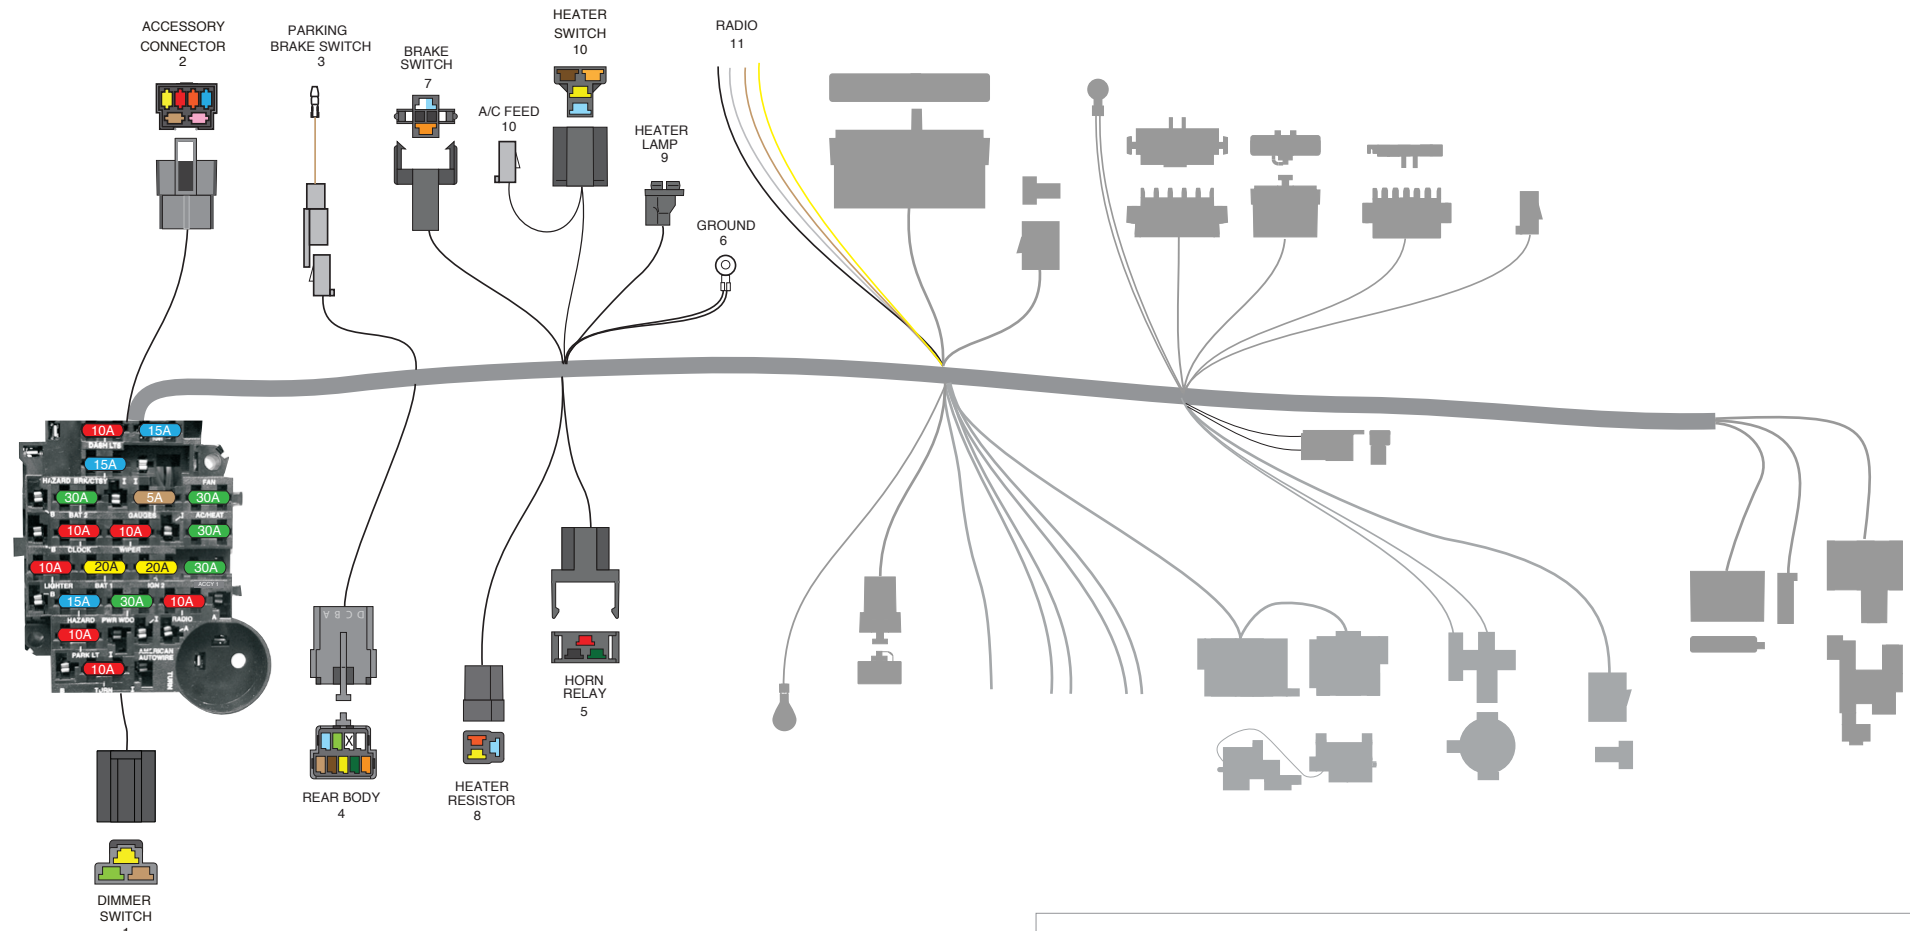 ACCESSORY
CONNECTOR
2
PARKING
BRAKE SWITCH
3
BRAKE
SWITCH
7
A/C FEED
10
HEATER
SWITCH
10
HEATER
LAMP
9
GROUND
6
RADIO
11
10A 15A
DASH LTS
15A
HAZARD BRK/CTSY I I FAN
30A 5A 30A
B BAT 2 GAUGES I AC/HEAT
10A 10A 30A
B CLOCK WIPER
10A 20A 20A 30A
LIGHTER BAT 1 IGN 2 ACCY 1
B
15A 30A 10A
HAZARD PWR WDO I RADIO A
A
10A
PARK LT I AMERICAN
AUTOWIRE
10A
B TURN I
TURN
D C B A
X
REAR BODY
4
HEATER
RESISTOR
8
HORN
RELAY
5
DIMMER
SWITCH
1